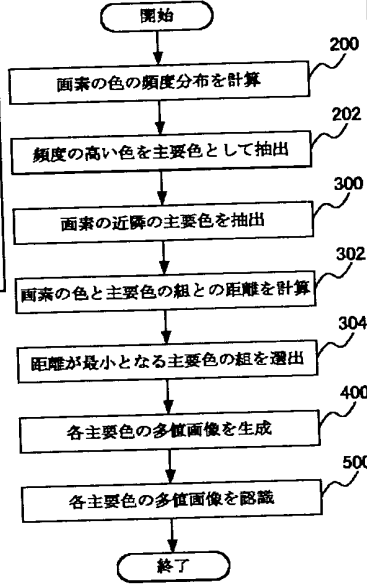 開始
200
画素の色の頻度分布を計算
202
頻度の高い色を主要色として抽出
300
画素の近隣の主要色を抽出
302
画素の色と主要色の組との距離を計算
304
距離が最小となる主要色の組を選出
400
各主要色の多値画像を生成
500
各主要色の多値画像を認識
終了